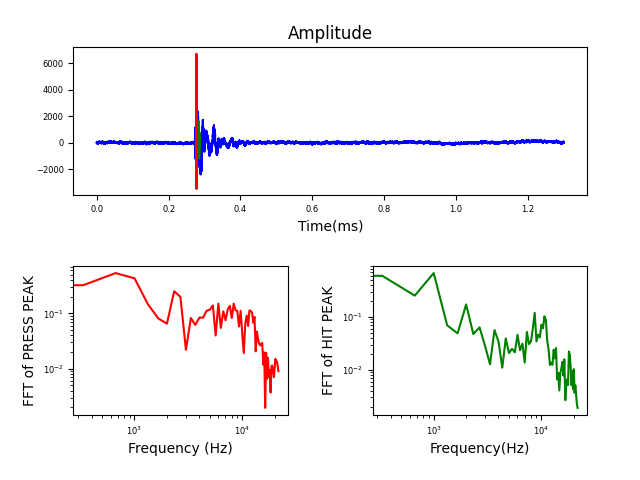 Amplitude
6000
4000
2000
0
−2000
0.0 0.2 0.4 0.6 0.8 1.0 1.2
Time(ms)
FFT of PRESS PEAK
10⁻¹
10⁻²
10³ 10⁴
Frequency (Hz)
FFT of HIT PEAK
10⁻¹
10⁻²
10³ 10⁴
Frequency(Hz)